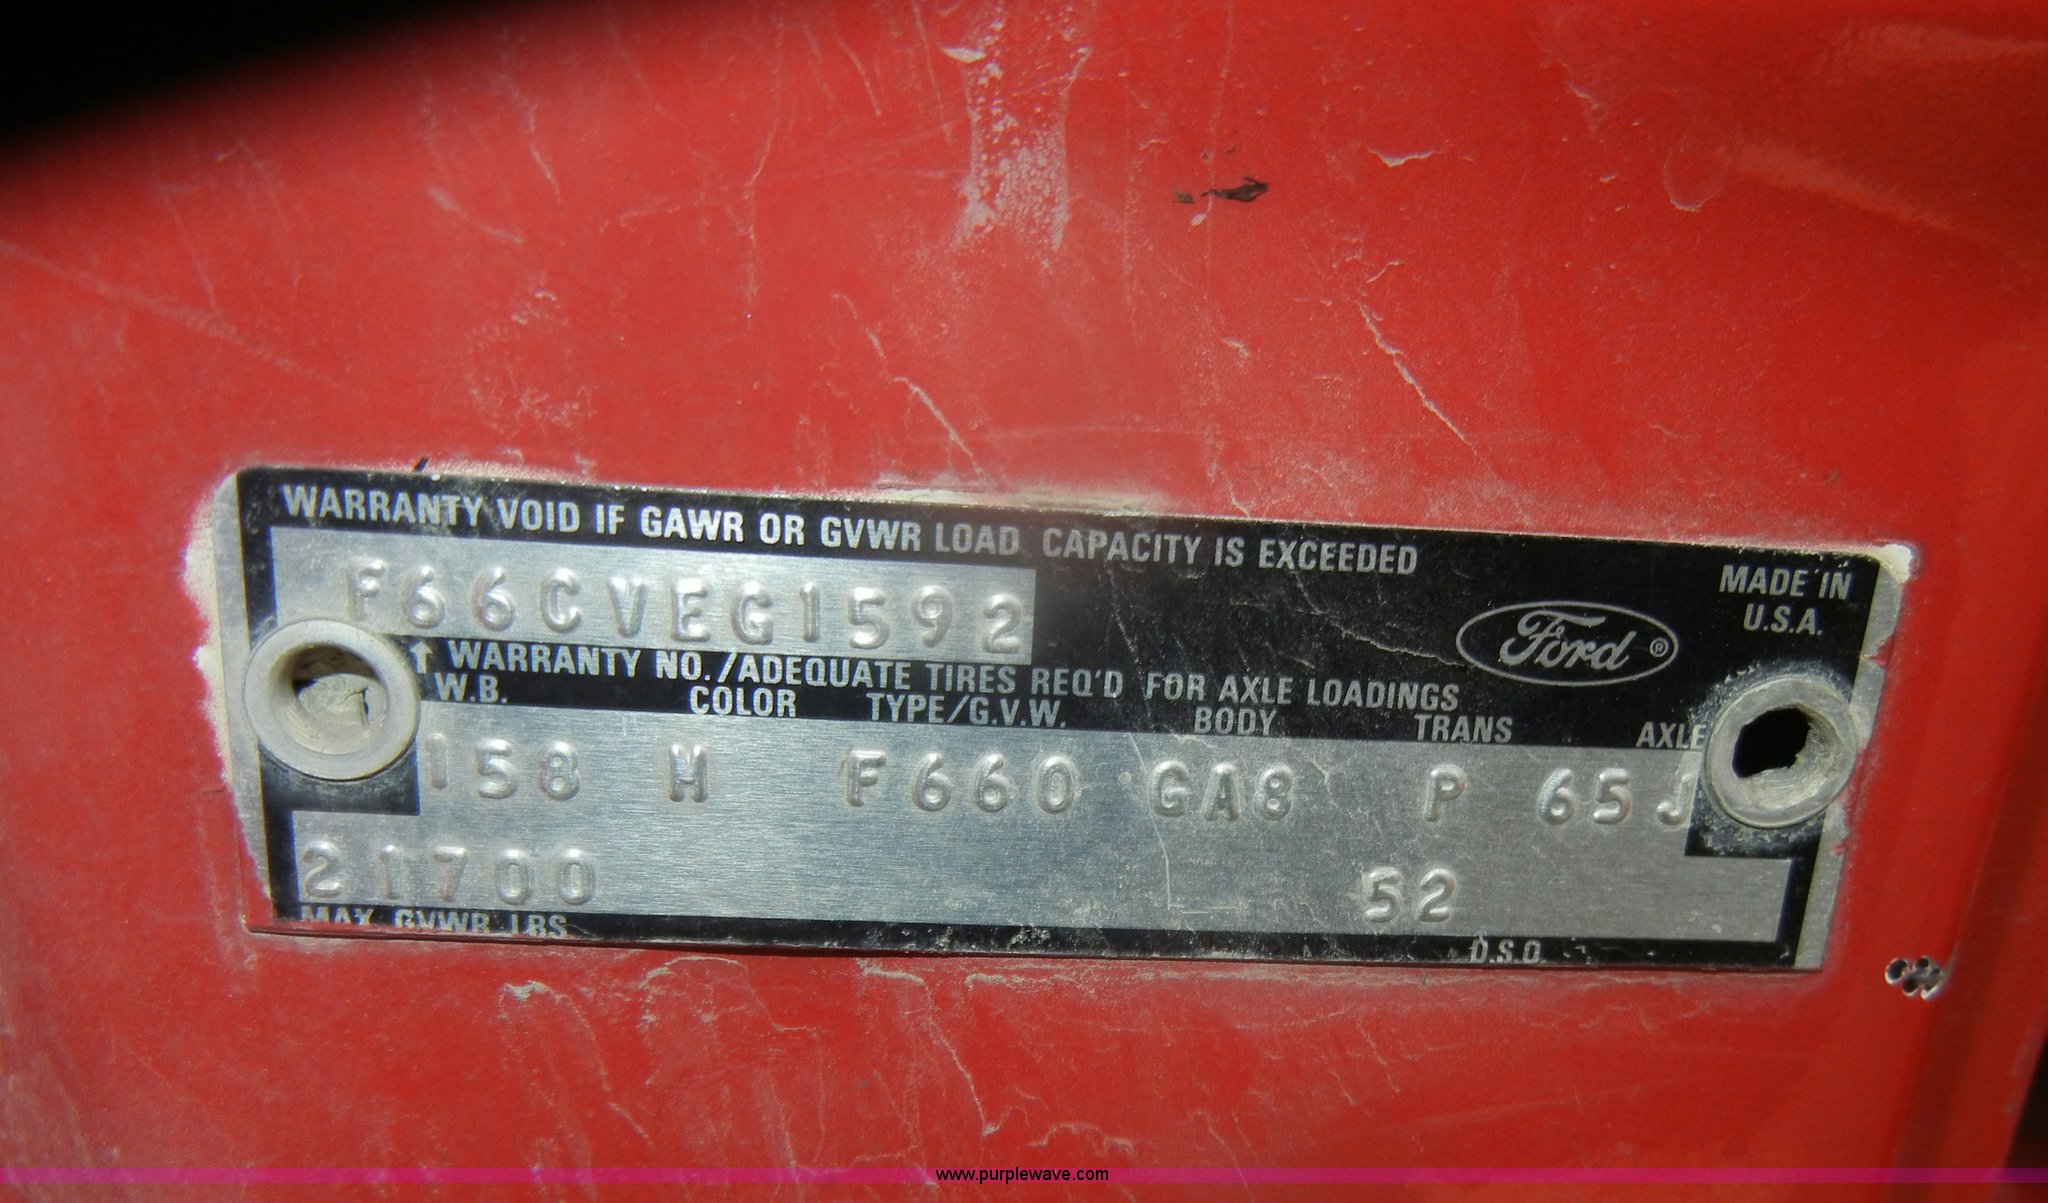 WARRANTY VOID IF GAWR OR GVWR LOAD CAPACITY IS EXCEEDED
MADE IN
U.S.A.
F66CVEG1592
Ford ®
↑ WARRANTY NO./ADEQUATE TIRES REQ'D FOR AXLE LOADINGS
W.B. COLOR TYPE/G.V.W. BODY TRANS AXLE
158 M F660 GA8 P 65J
21700 52
MAX. GVWR LBS D.S.O.
www.purplewave.com